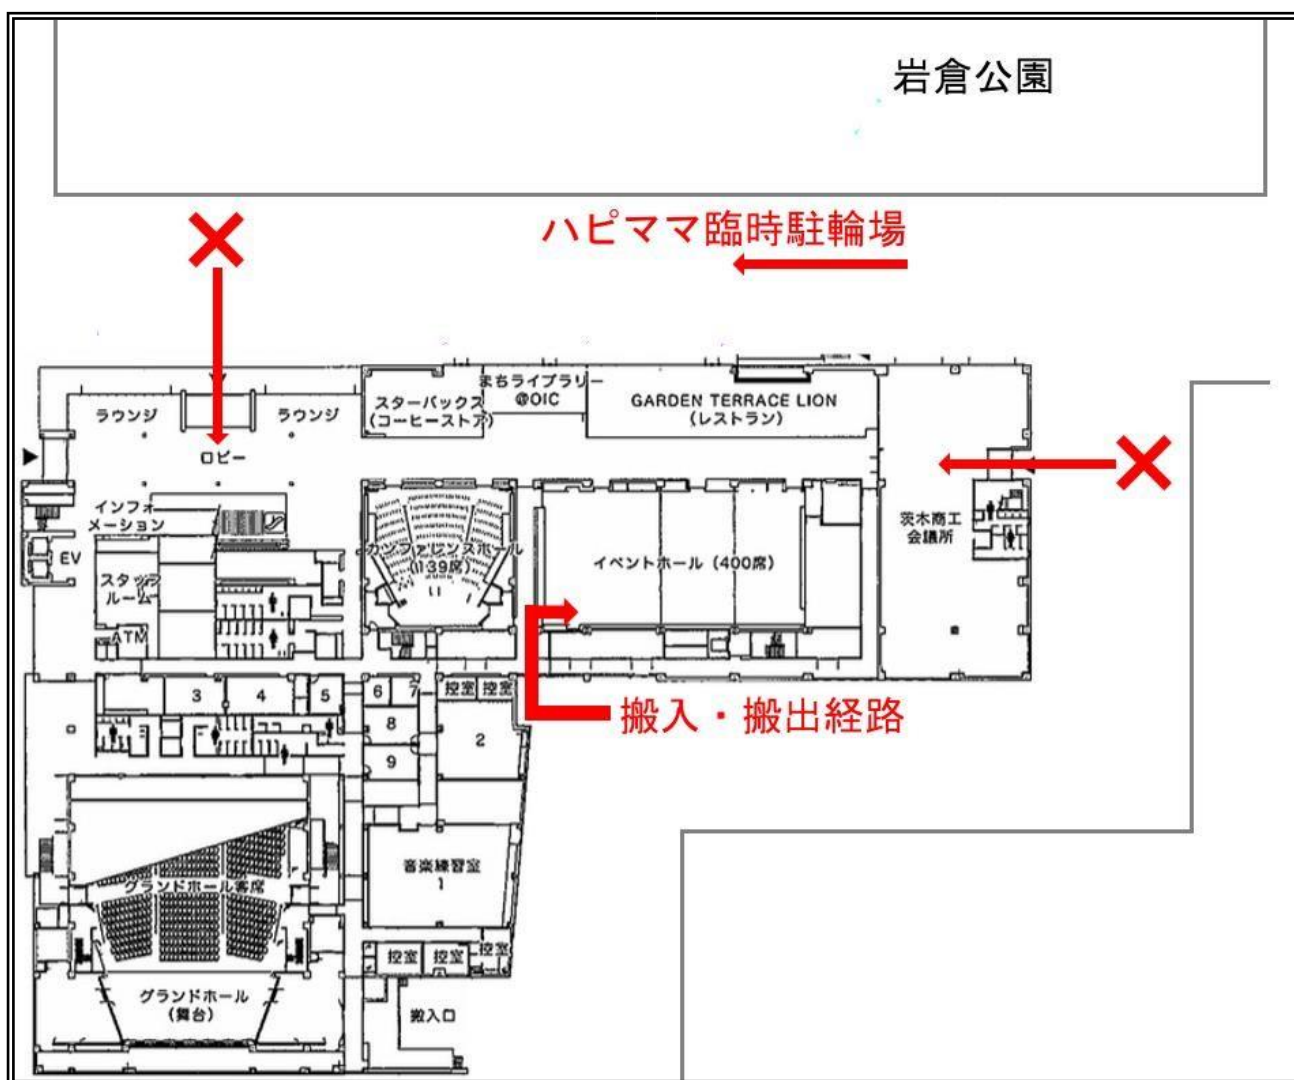 岩倉公園
ハピママ臨時駐輪場
ラウンジ
ラウンジ
スターバックス
(コーヒーストア)
まちライブラリー
@OIC
GARDEN TERRACE LION
(レストラン)
ロビー
インフォ
メーション
EV
スタッフ
ルーム
ATM
カンファレンスホール
イベントホール(400席)
茨木商工
会議所
搬入・搬出経路
3
4
5
6
7
控室
控室
8
2
9
音楽練習室
1
グランドホール客席
控室
控室
控室
グランドホール
(舞台)
搬入口